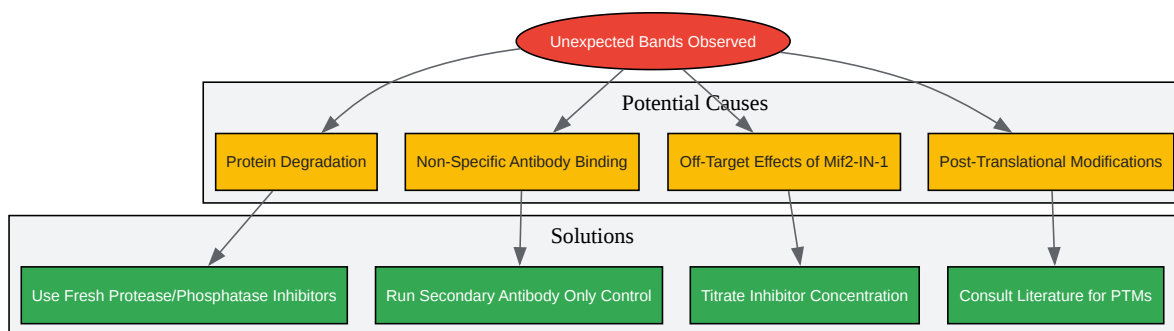 Unexpected Bands Observed
Potential Causes
Protein Degradation
Non-Specific Antibody Binding
Off-Target Effects of Mif2-IN-1
Post-Translational Modifications
Solutions
Use Fresh Protease/Phosphatase Inhibitors
Run Secondary Antibody Only Control
Titrate Inhibitor Concentration
Consult Literature for PTMs